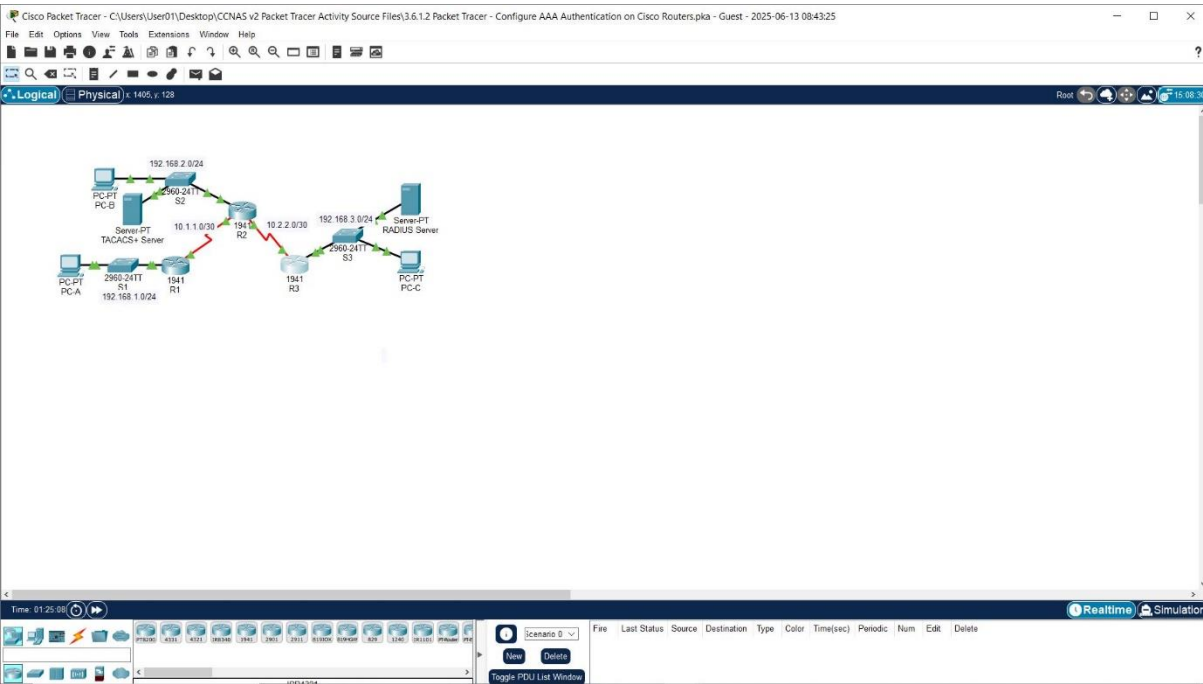 Cisco Packet Tracer - C:\Users\User01\Desktop\CCNAS v2 Packet Tracer Activity Source Files\3.6.1.2 Packet Tracer - Configure AAA Authentication on Cisco Routers.pka - Guest - 2025-06-13 08:43:25
File Edit Options View Tools Extensions Window Help
?
Logical Physical x: 1405, y: 128 Root 15:08:30
192.168.2.0/24
PC-PT
PC-B
2960-24TT
S2
Server-PT
TACACS+ Server
10.1.1.0/30
1941
R2
10.2.2.0/30
192.168.3.0/24
Server-PT
RADIUS Server
2960-24TT
S3
PC-PT
PC-A
2960-24TT
S1
192.168.1.0/24
1941
R1
1941
R3
PC-PT
PC-C
Time: 01:25:08 Realtime Simulation
4331 4321 1941 2901 2911 829 1240
Scenario 0
Fire Last Status Source Destination Type Color Time(sec) Periodic Num Edit Delete
New Delete
Toggle PDU List Window